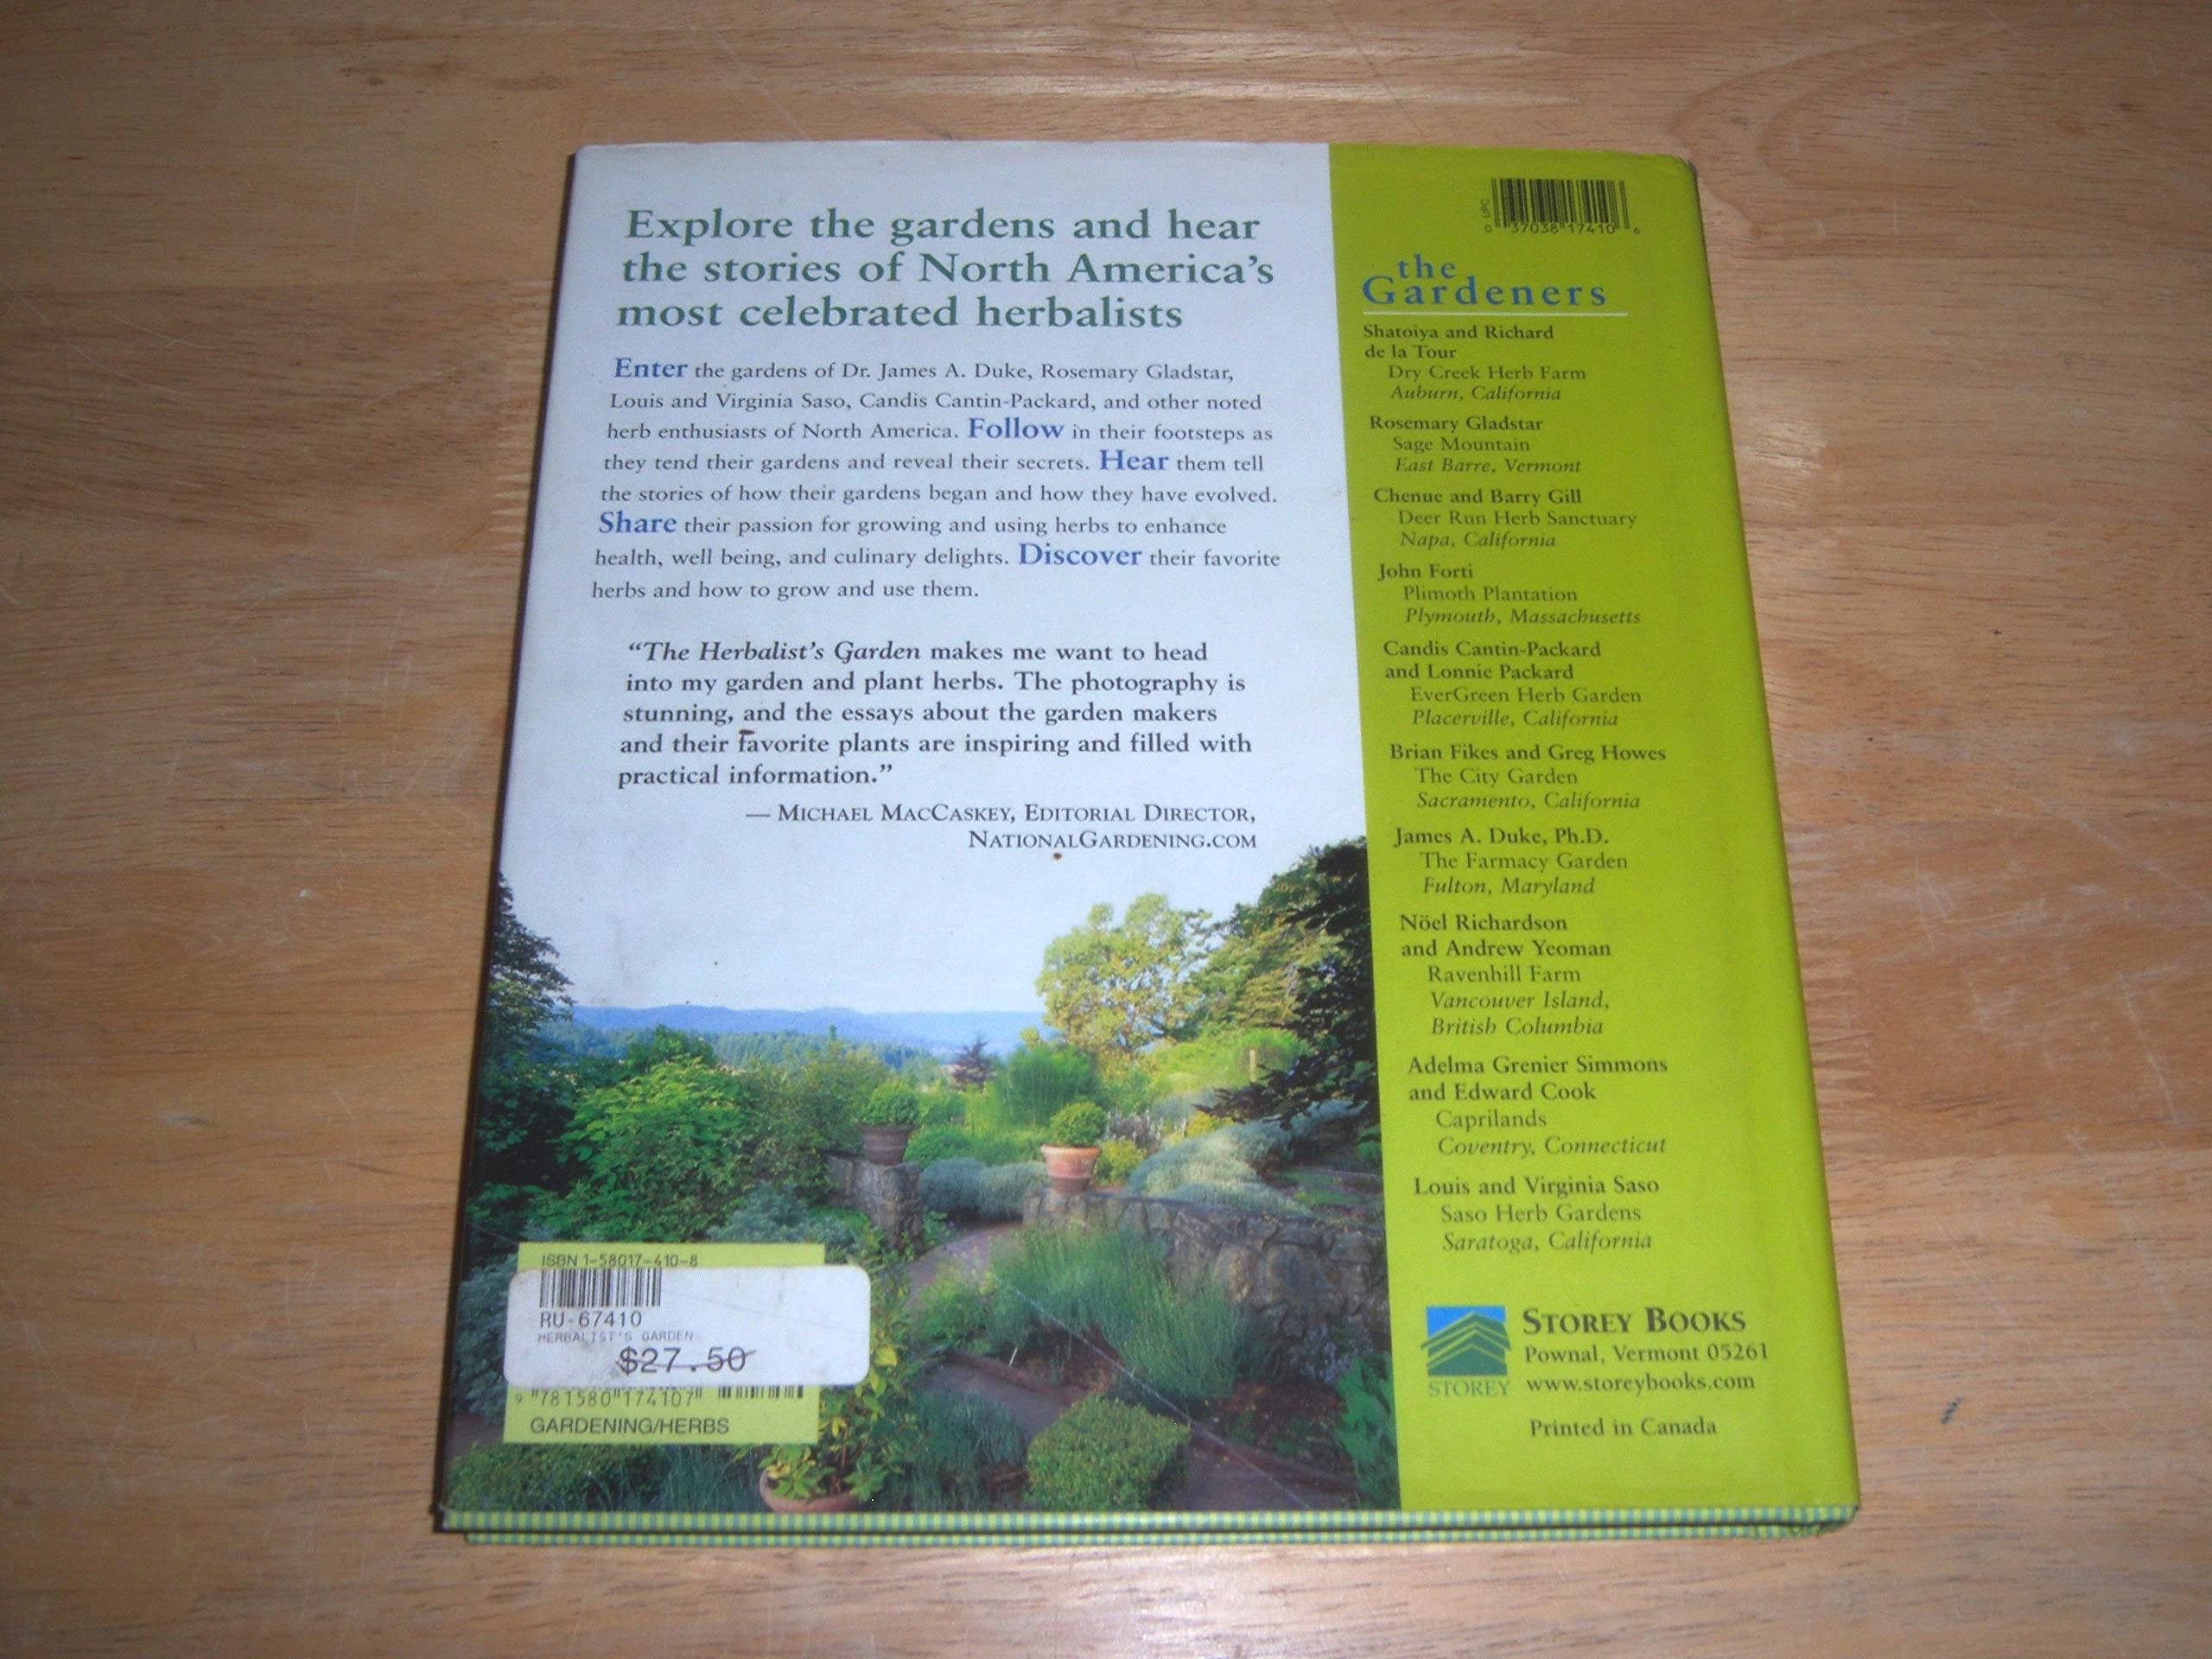 Explore the gardens and hear
the stories of North America's
most celebrated herbalists
Enter the gardens of Dr. James A. Duke, Rosemary Gladstar,
Louis and Virginia Saso, Candis Cantin-Packard, and other noted
herb enthusiasts of North America. Follow in their footsteps as
they tend their gardens and reveal their secrets. Hear them tell
the stories of how their gardens began and how they have evolved.
Share their passion for growing and using herbs to enhance
health, well being, and culinary delights. Discover their favorite
herbs and how to grow and use them.
“The Herbalist's Garden makes me want to head
into my garden and plant herbs. The photography is
stunning, and the essays about the garden makers
and their favorite plants are inspiring and filled with
practical information.”
— MICHAEL MACCASKEY, EDITORIAL DIRECTOR,
NATIONALGARDENING.COM
ISBN 1-58017-410-8
RU-67410
HERBALIST'S GARDEN
$27.50
9 781580 174107
GARDENING/HERBS
UPC
0 37038 17410 6
the
Gardeners
Shatoiya and Richard
de la Tour
Dry Creek Herb Farm
Auburn, California
Rosemary Gladstar
Sage Mountain
East Barre, Vermont
Chenue and Barry Gill
Deer Run Herb Sanctuary
Napa, California
John Forti
Plimoth Plantation
Plymouth, Massachusetts
Candis Cantin-Packard
and Lonnie Packard
EverGreen Herb Garden
Placerville, California
Brian Fikes and Greg Howes
The City Garden
Sacramento, California
James A. Duke, Ph.D.
The Farmacy Garden
Fulton, Maryland
Nöel Richardson
and Andrew Yeoman
Ravenhill Farm
Vancouver Island,
British Columbia
Adelma Grenier Simmons
and Edward Cook
Caprilands
Coventry, Connecticut
Louis and Virginia Saso
Saso Herb Gardens
Saratoga, California
STOREY
STOREY BOOKS
Pownal, Vermont 05261
www.storeybooks.com
Printed in Canada